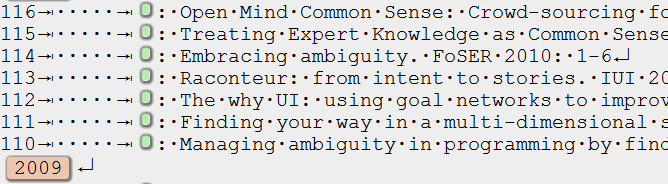 116 0: Open Mind Common Sense: Crowd-sourcing
115 0: Treating Expert Knowledge as Common Sense
114 0: Embracing ambiguity. FoSER 2010: 1-6
113 0: Raconteur: from intent to stories. IUI 20
112 0: The why UI: using goal networks to improv
111 0: Finding your way in a multi-dimensional s
110 0: Managing ambiguity in programming by find
2009